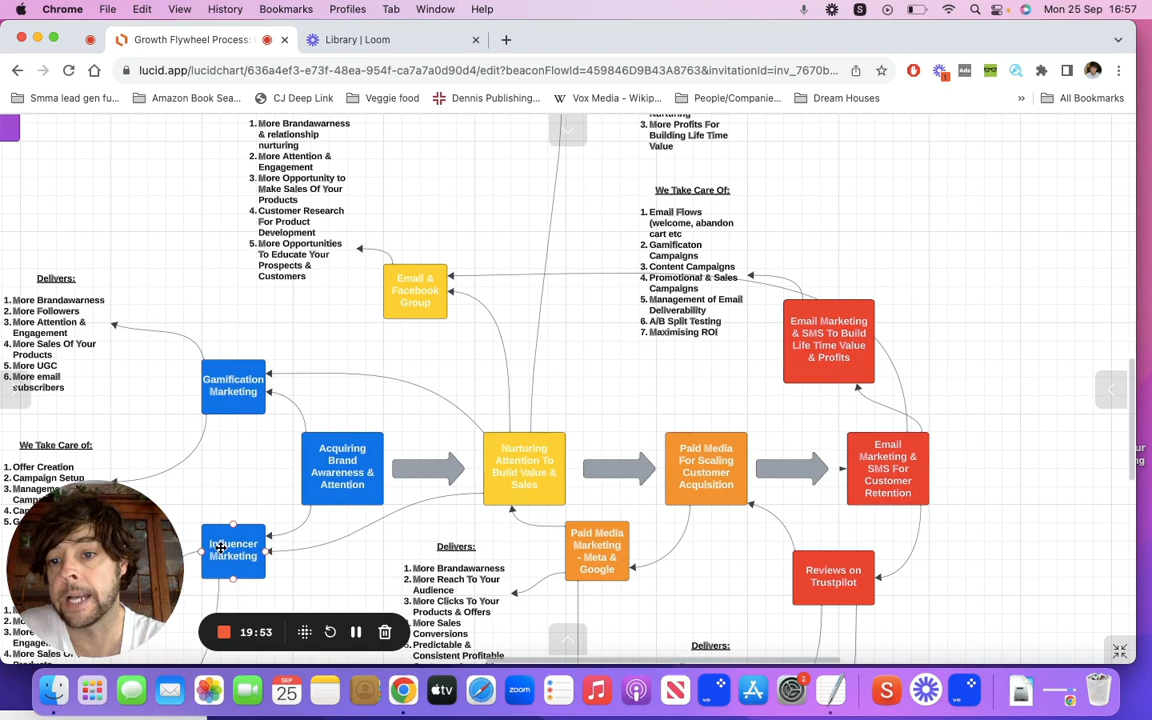 Chrome File Edit View History Bookmarks Profiles Tab Window Help Mon 25 Sep 16:57
Growth Flywheel Process: Library | Loom
lucid.app/lucidchart/636a4ef3-e73f-48ea-954f-ca7a7a0d90d4/edit?beaconFlowId=459846D9B43A8763&invitationId=inv_7670b...
Smma lead gen fu... Amazon Book Sea... CJ Deep Link Veggie food Dennis Publishing... Vox Media - Wikip... People/Companie... Dream Houses » All Bookmarks
1. More Brandawareness
& relationship
nurturing
2. More Attention &
Engagement
3. More Opportunity to
Make Sales Of Your
Products
4. Customer Research
For Product
Development
5. More Opportunities
To Educate Your
Prospects &
Customers
3. More Profits For
Building Life Time
Value
We Take Care Of:
1. Email Flows
(welcome, abandon
cart etc
2. Gamificaton
Campaigns
3. Content Campaigns
4. Promotional & Sales
Campaigns
5. Management of Email
Deliverability
6. A/B Split Testing
7. Maximising ROI
Email &
Facebook
Group
Email Marketing
& SMS To Build
Life Time Value
& Profits
Delivers:
1. More Brandawareness
2. More Followers
3. More Attention &
Engagement
4. More Sales Of Your
Products
5. More UGC
6. More email
subscribers
Gamification
Marketing
Acquiring
Brand
Awareness &
Attention
Nurturing
Attention To
Build Value &
Sales
Paid Media
For Scaling
Customer
Acquisition
Email
Marketing &
SMS For
Customer
Retention
We Take Care of:
1. Offer Creation
2. Campaign Setup
Influencer
Marketing
Paid Media
Marketing
- Meta &
Google
Reviews on
Trustpilot
Delivers:
1. More Brandawareness
2. More Reach To Your
Audience
3. More Clicks To Your
Products & Offers
4. More Sales
Conversions
5. Predictable &
Consistent Profitable
Delivers:
19:53
SEP
25
tv
zoom
2